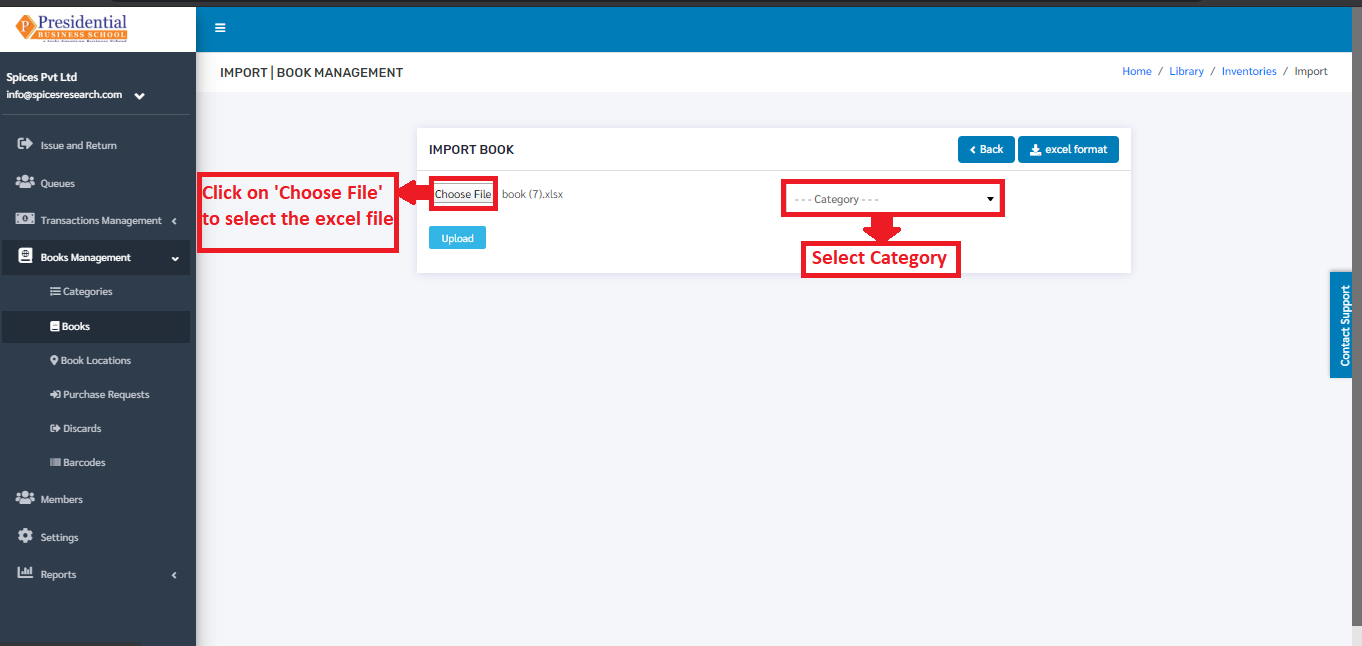 Presidential
BUSINESS SCHOOL
Spices Pvt Ltd
info@spicesresearch.com
Issue and Return
Queues
Transactions Management
Books Management
Categories
Books
Book Locations
Purchase Requests
Discards
Barcodes
Members
Settings
Reports
IMPORT | BOOK MANAGEMENT
Home / Library / Inventories / Import
IMPORT BOOK
Back
excel format
Click on 'Choose File'
to select the excel file
Choose File book (7).xlsx
- - - Category - - -
Upload
Select Category
Contact Support